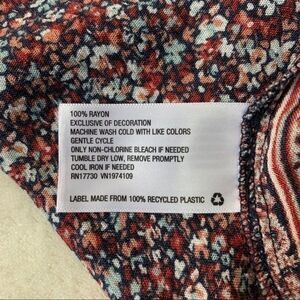 100% RAYON
EXCLUSIVE OF DECORATION
MACHINE WASH COLD WITH LIKE COLORS
GENTLE CYCLE
ONLY NON-CHLORINE BLEACH IF NEEDED
TUMBLE DRY LOW, REMOVE PROMPTLY
COOL IRON IF NEEDED
RN17730 VN1974109
LABEL MADE FROM 100% RECYCLED PLASTIC